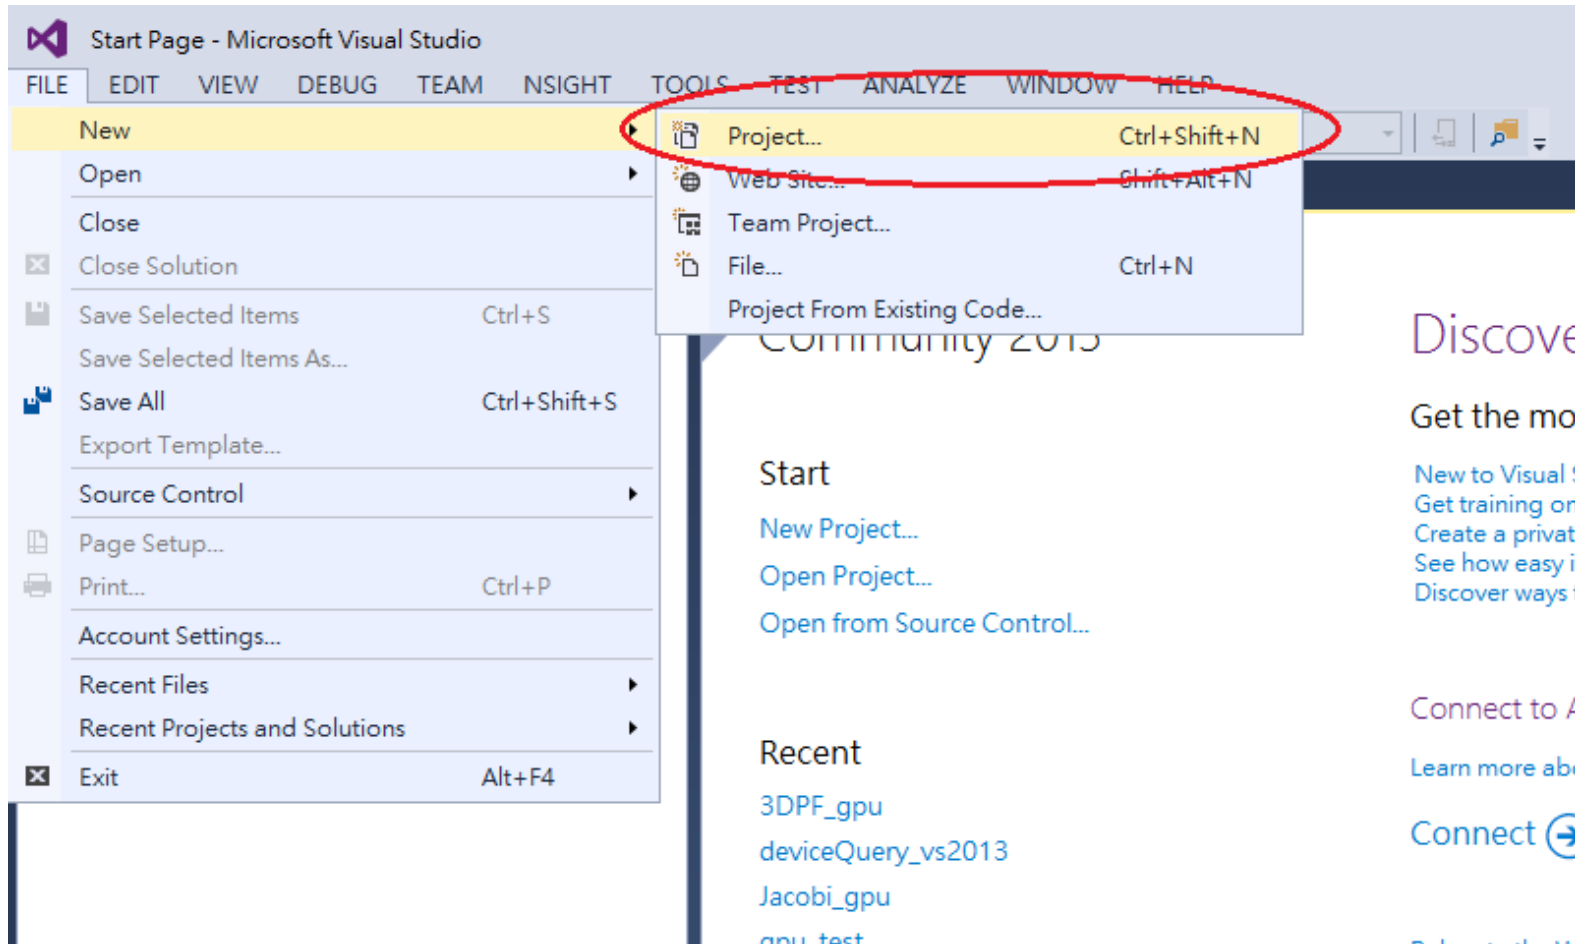 Start Page - Microsoft Visual Studio
FILE EDIT VIEW DEBUG TEAM NSIGHT TOOLS TEST ANALYZE WINDOW HELP
New
Open
Close
Close Solution
Save Selected Items Ctrl+S
Save Selected Items As...
Save All Ctrl+Shift+S
Export Template...
Source Control
Page Setup...
Print... Ctrl+P
Account Settings...
Recent Files
Recent Projects and Solutions
Exit Alt+F4
Project... Ctrl+Shift+N
Web Site... Shift+Alt+N
Team Project...
File... Ctrl+N
Project From Existing Code...
Community 2013
Start
New Project...
Open Project...
Open from Source Control...
Recent
3DPF_gpu
deviceQuery_vs2013
Jacobi_gpu
gpu_test
Discove
Get the mo
New to Visual
Get training on
Create a privat
See how easy i
Discover ways
Connect to
Learn more abo
Connect